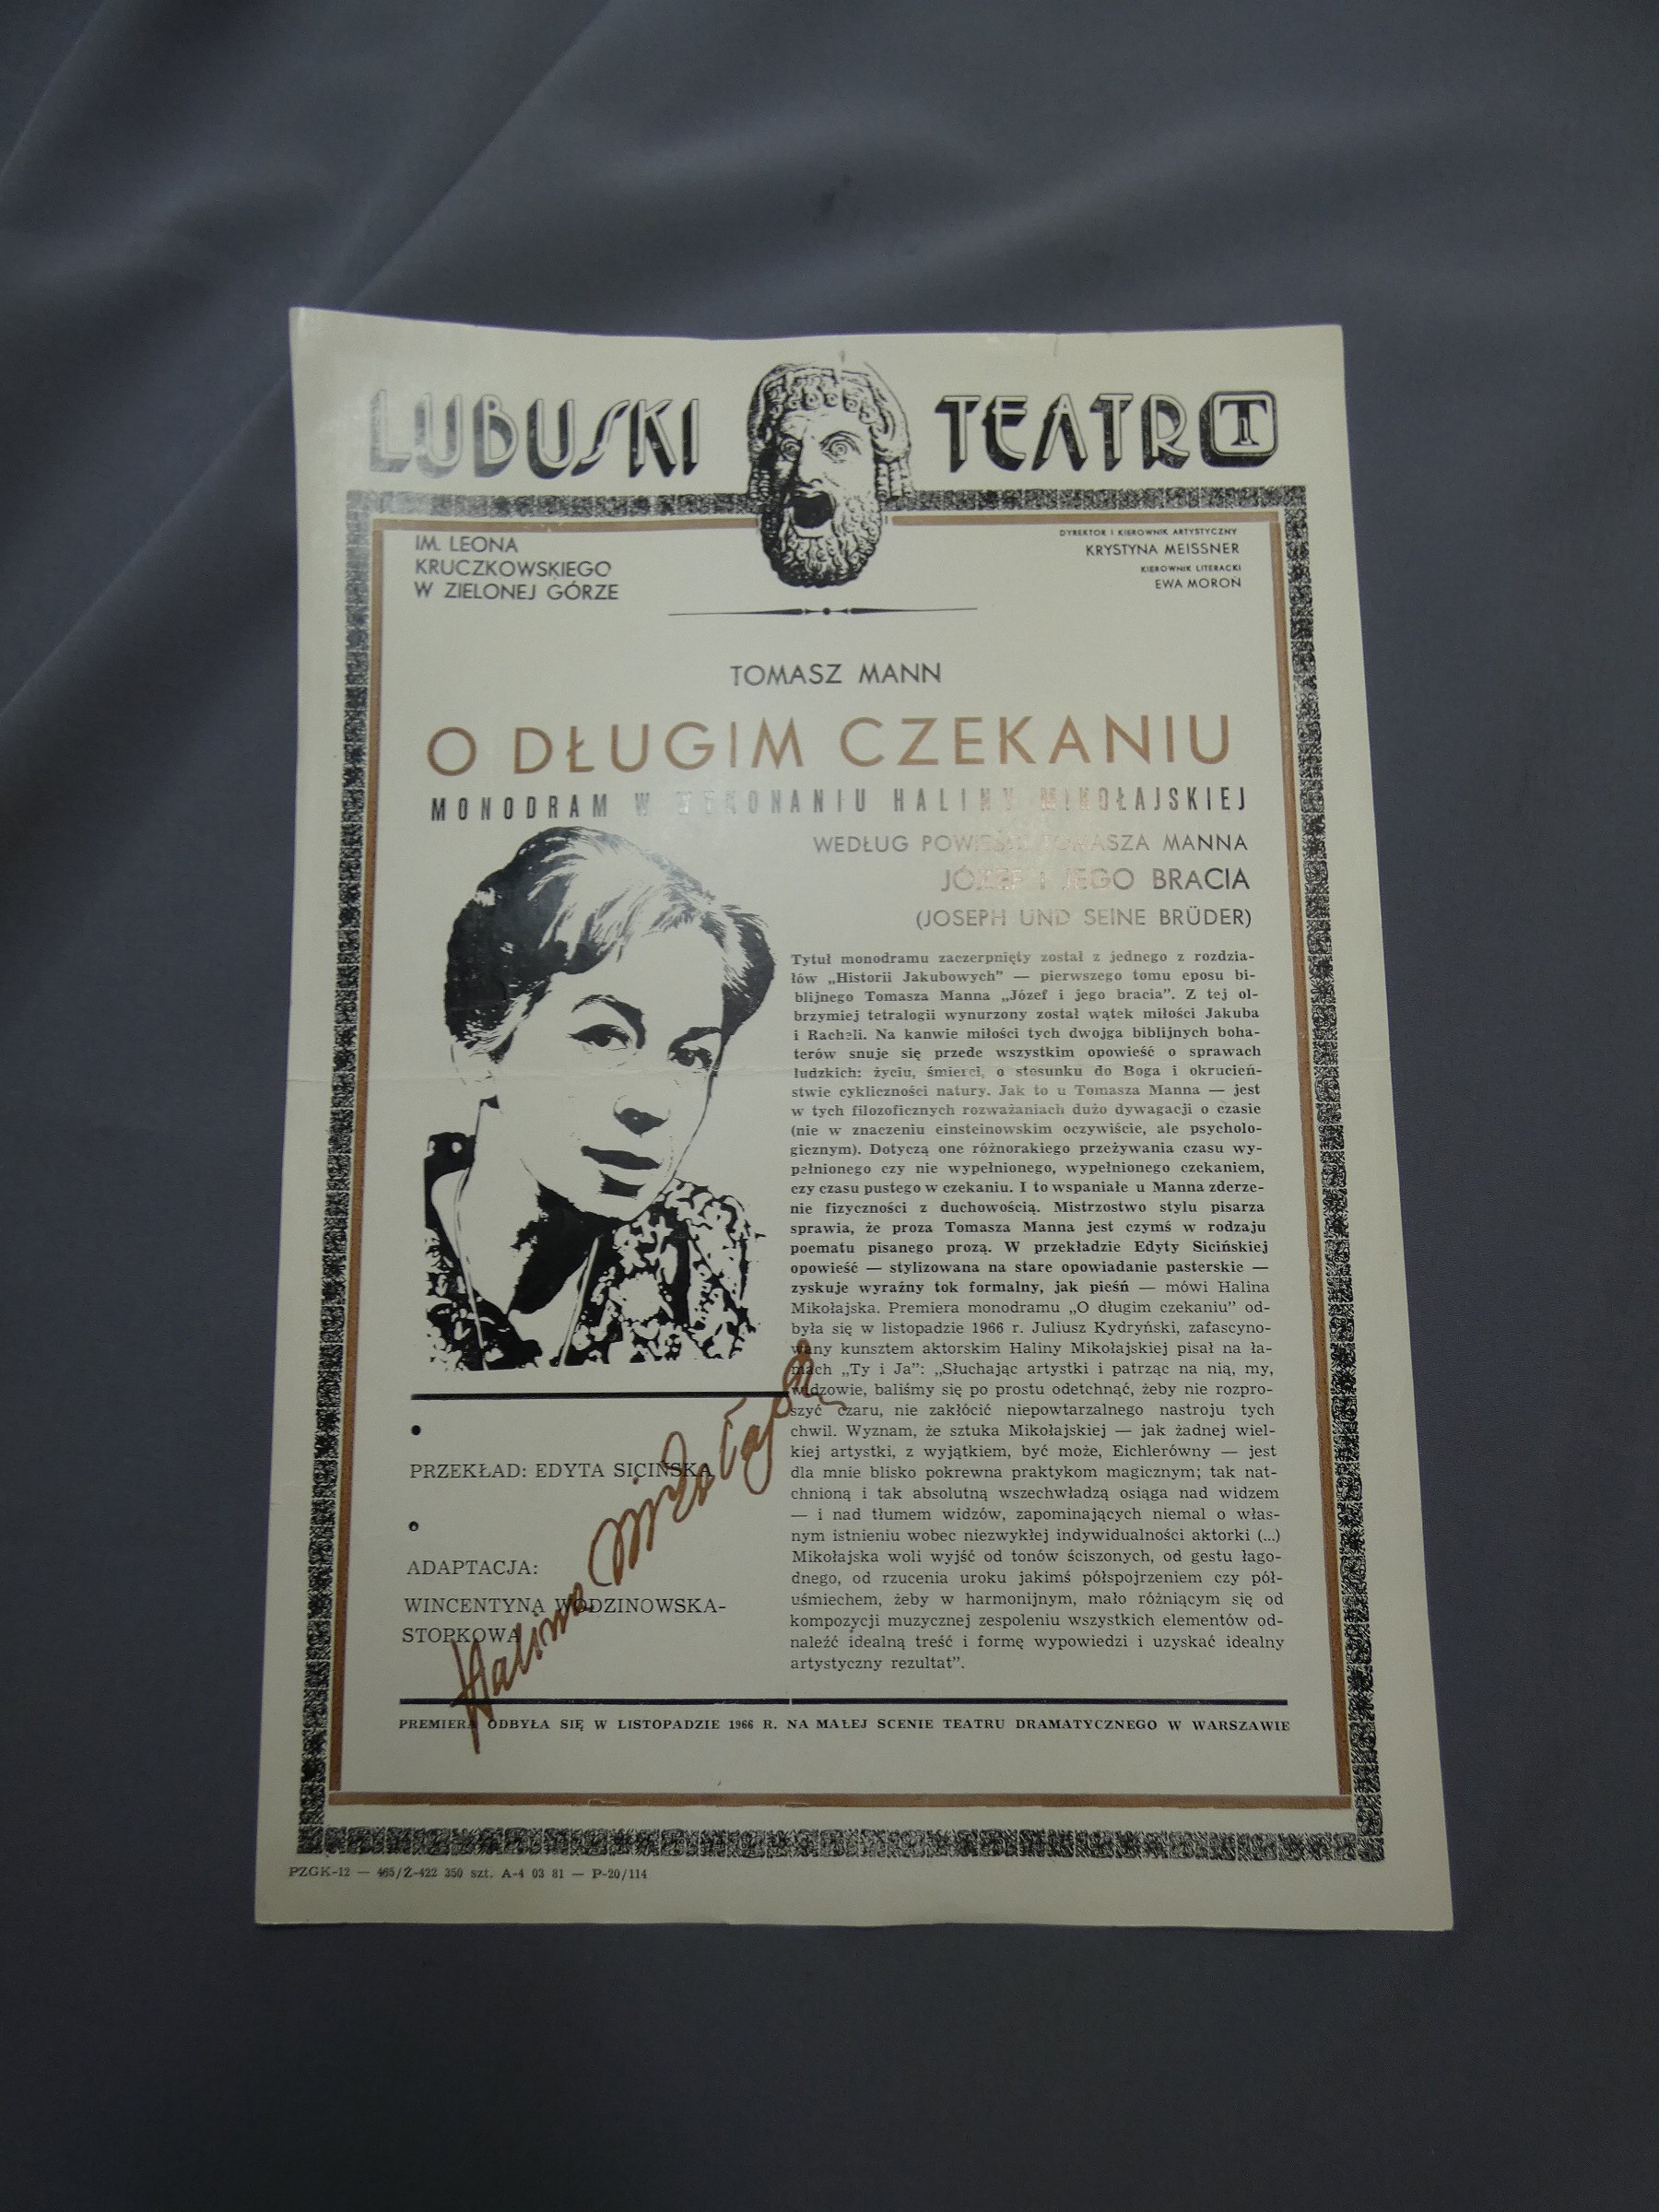 LUBUSKI TEATR
IM. LEONA
KRUCZKOWSKIEGO
W ZIELONEJ GÓRZE
DYREKTOR I KIEROWNIK ARTYSTYCZNY
KRYSTYNA MEISSNER
KIEROWNIK LITERACKI
EWA MOROŃ
TOMASZ MANN
O DŁUGIM CZEKANIU
MONODRAM W WYKONANIU HALINY MIKOŁAJSKIEJ
WEDŁUG POWIEŚCI TOMASZA MANNA
JÓZEF I JEGO BRACIA
(JOSEPH UND SEINE BRÜDER)
Tytuł monodramu zaczerpnięty został z jednego z rozdzia-
łów „Historii Jakubowych” — pierwszego tomu eposu bi-
blijnego Tomasza Manna „Józef i jego bracia”. Z tej ol-
brzymiej tetralogii wynurzony został wątek miłości Jakuba
i Racheli. Na kanwie miłości tych dwojga biblijnych boha-
terów snuje się przede wszystkim opowieść o sprawach
ludzkich: życiu, śmierci, o stosunku do Boga i okrucień-
stwie cykliczności natury. Jak to u Tomasza Manna — jest
w tych filozoficznych rozważaniach dużo dywagacji o czasie
(nie w znaczeniu einsteinowskim oczywiście, ale psycholo-
gicznym). Dotyczą one różnorakiego przeżywania czasu wy-
pełnionego czy nie wypełnionego, wypełnionego czekaniem,
czy czasu pustego w czekaniu. I to wspaniałe u Manna zderze-
nie fizyczności z duchowością. Mistrzostwo stylu pisarza
sprawia, że proza Tomasza Manna jest czymś w rodzaju
poematu pisanego prozą. W przekładzie Edyty Sicińskiej
opowieść — stylizowana na stare opowiadanie pasterskie —
zyskuje wyraźny tok formalny, jak pieśń — mówi Halina
Mikołajska. Premiera monodramu „O długim czekaniu” od-
była się w listopadzie 1966 r. Juliusz Kydryński, zafascyno-
wany kunsztem aktorskim Haliny Mikołajskiej pisał na ła-
mach „Ty i Ja”: „Słuchając artystki i patrząc na nią, my,
widzowie, baliśmy się po prostu odetchnąć, żeby nie rozpro-
szyć czaru, nie zakłócić niepowtarzalnego nastroju tych
chwil. Wyznam, że sztuka Mikołajskiej — jak żadnej wiel-
kiej artystki, z wyjątkiem, być może, Eichlerówny — jest
dla mnie blisko pokrewna praktykom magicznym; tak nat-
chnioną i tak absolutną wszechwładzą osiąga nad widzem
— i nad tłumem widzów, zapominających niemal o włas-
nym istnieniu wobec niezwykłej indywidualności aktorki (...)
Mikołajska woli wyjść od tonów ściszonych, od gestu łago-
dnego, od rzucenia uroku jakimś półspojrzeniem czy pół-
uśmiechem, żeby w harmonijnym, mało różniącym się od
kompozycji muzycznej zespoleniu wszystkich elementów od-
naleźć idealną treść i formę wypowiedzi i uzyskać idealny
artystyczny rezultat”.
PRZEKŁAD: EDYTA SICIŃSKA
ADAPTACJA:
WINCENTYNA WODZINOWSKA-
STOPKOWA
Halina Mikołajska
PREMIERA ODBYŁA SIĘ W LISTOPADZIE 1966 R. NA MAŁEJ SCENIE TEATRU DRAMATYCZNEGO W WARSZAWIE
PZGK-12 — 465/Z-422 350 szt. A-4 03 81 — P-20/114